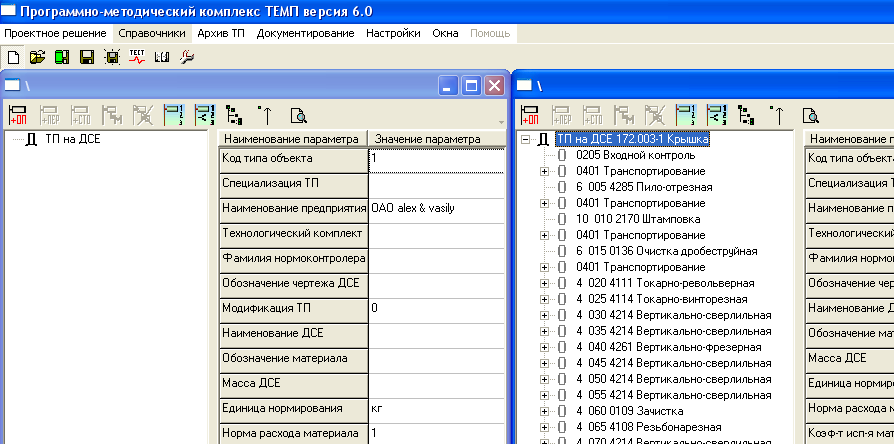 Программно-методический комплекс ТЕМП версия 6.0
Проектное решение Справочники Архив ТП Документирование Настройки Окна Помощь
ТЕСТ
\
+ОП +ПЕР +СТО
ТП на ДСЕ
Наименование параметра Значение параметра
Код типа объекта 1
Специализация ТП
Наименование предприятия ОАО alex & vasily
Технологический комплект
Фамилия нормоконтролера
Обозначение чертежа ДСЕ
Модификация ТП 0
Наименование ДСЕ
Обозначение материала
Масса ДСЕ
Единица нормирования кг
Норма расхода материала 1
\
+ОП +ПЕР +СТО
ТП на ДСЕ 172.003-1 Крышка
0205 Входной контроль
0401 Транспортирование
6 005 4285 Пило-отрезная
0401 Транспортирование
10 010 2170 Штамповка
0401 Транспортирование
6 015 0136 Очистка дробеструйная
0401 Транспортирование
4 020 4111 Токарно-револьверная
4 025 4114 Токарно-винторезная
4 030 4214 Вертикально-сверлильная
4 035 4214 Вертикально-сверлильная
4 040 4261 Вертикально-фрезерная
4 045 4214 Вертикально-сверлильная
4 050 4214 Вертикально-сверлильная
4 055 4214 Вертикально-сверлильная
4 060 0109 Зачистка
4 065 4108 Резьбонарезная
4 070 4214 Вертикально-сверлильная
Наименование п
Код типа объект
Специализация Т
Наименование п
Технологически
Фамилия нормо
Обозначение чер
Наименование Д
Обозначение мат
Масса ДСЕ
Единица нормир
Норма расхода м
Коэф-т исп-я мат